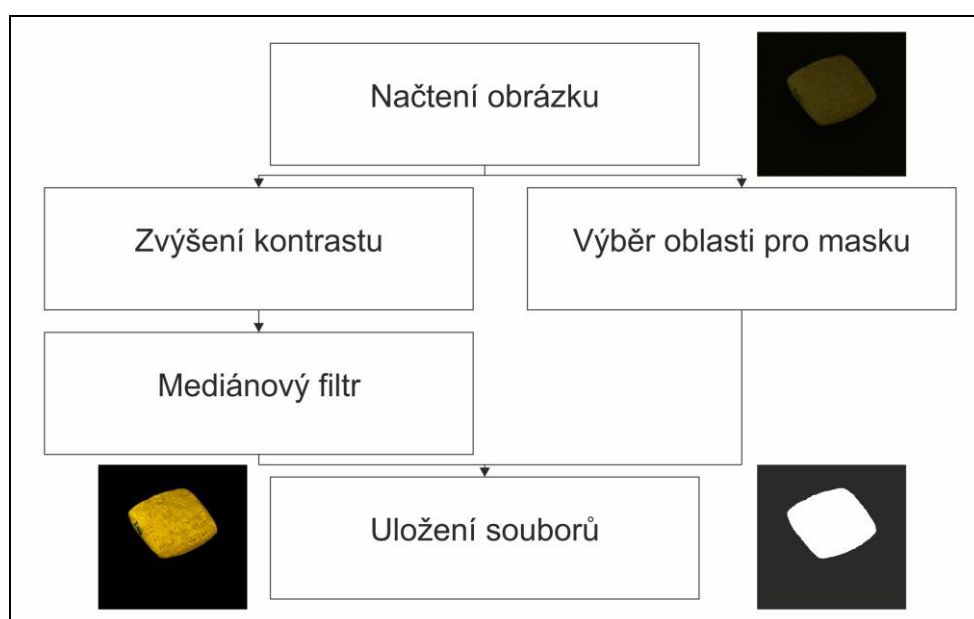 Načtení obrázku
Zvýšení kontrastu
Výběr oblasti pro masku
Mediánový filtr
Uložení souborů